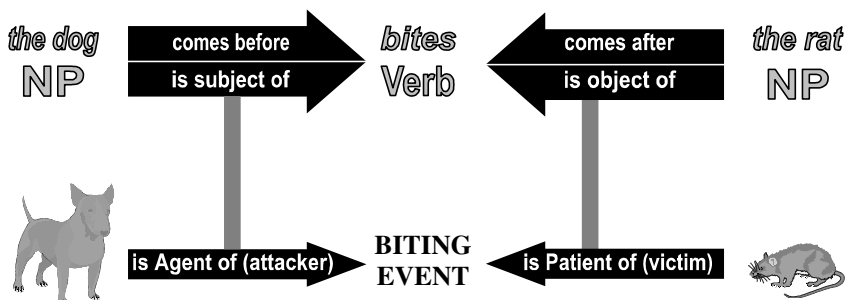 the dog
NP
comes before
is subject of
bites
Verb
comes after
is object of
the rat
NP
is Agent of (attacker)
BITING
EVENT
is Patient of (victim)